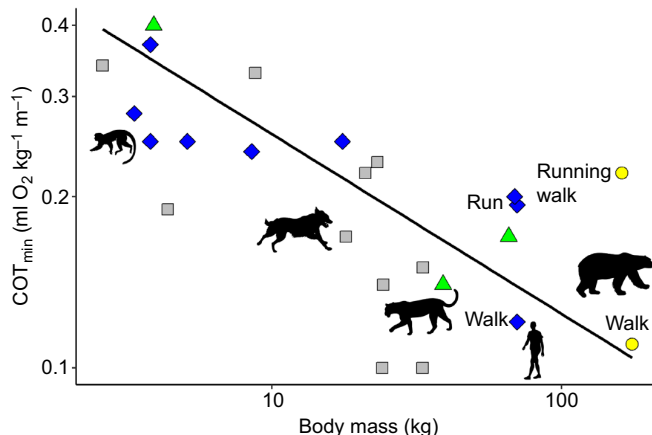 0.4
0.3
0.2
0.1
COTmin (ml O2 kg–1 m–1)
Running
walk
Run
Walk
Walk
10
100
Body mass (kg)